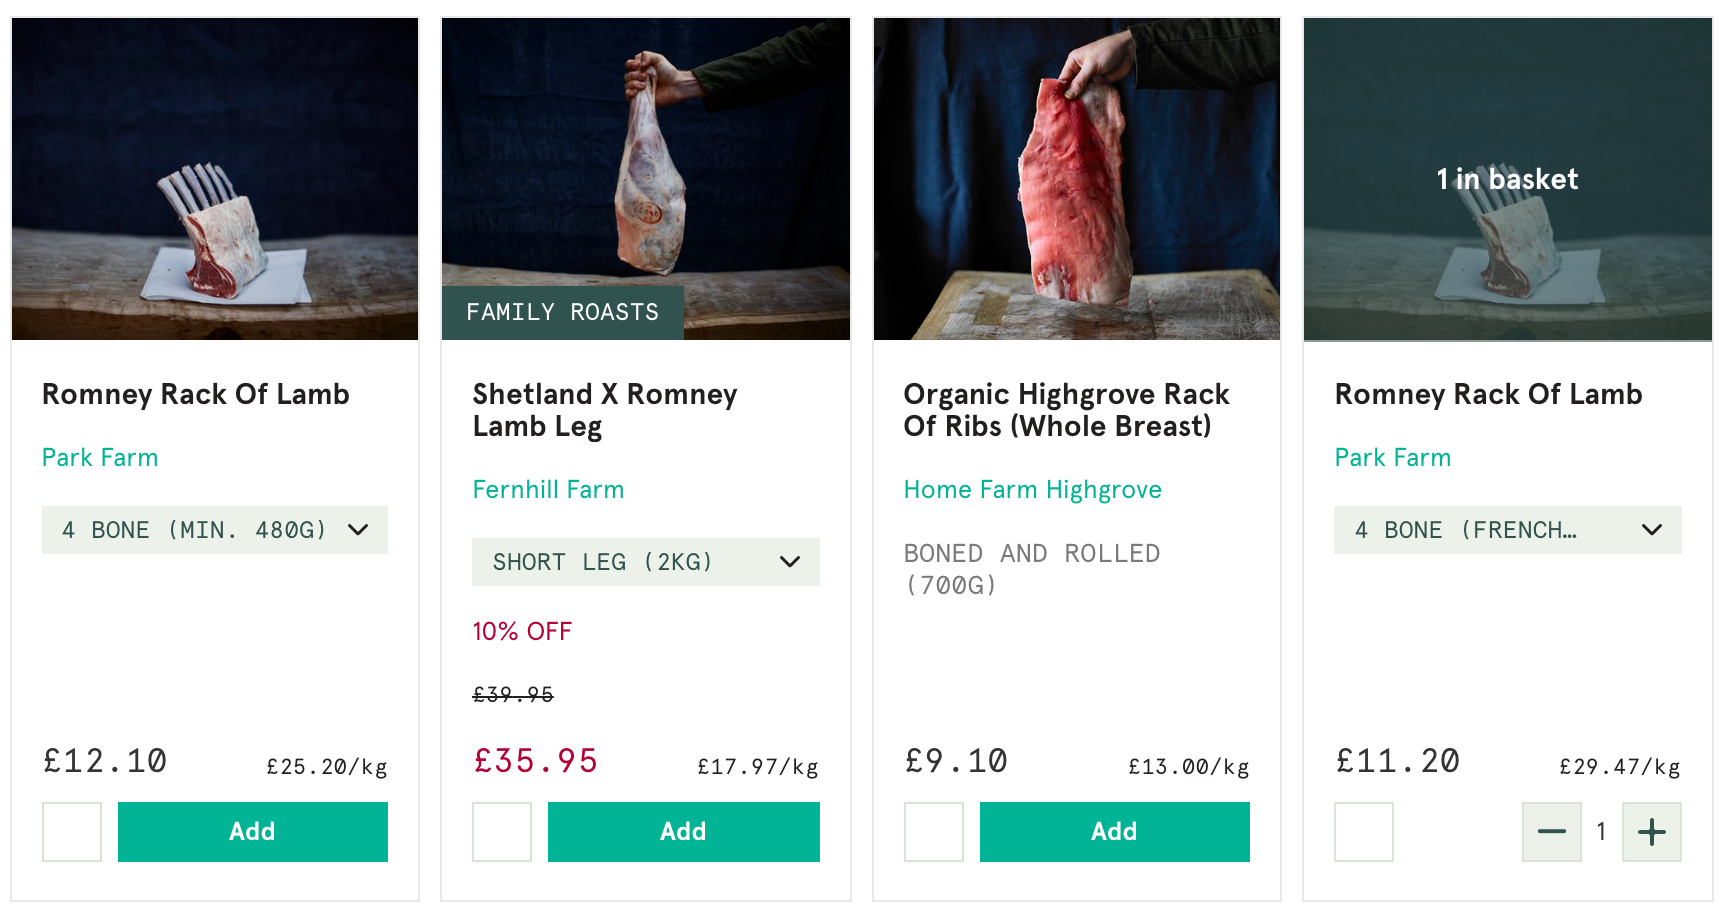 Romney Rack Of Lamb
Park Farm
4 BONE (MIN. 480G)
£12.10
£25.20/kg
Add
FAMILY ROASTS
Shetland X Romney
Lamb Leg
Fernhill Farm
SHORT LEG (2KG)
10% OFF
£39.95
£35.95
£17.97/kg
Add
Organic Highgrove Rack
Of Ribs (Whole Breast)
Home Farm Highgrove
BONED AND ROLLED
(700G)
£9.10
£13.00/kg
Add
1 in basket
Romney Rack Of Lamb
Park Farm
4 BONE (FRENCH…
£11.20
£29.47/kg
1